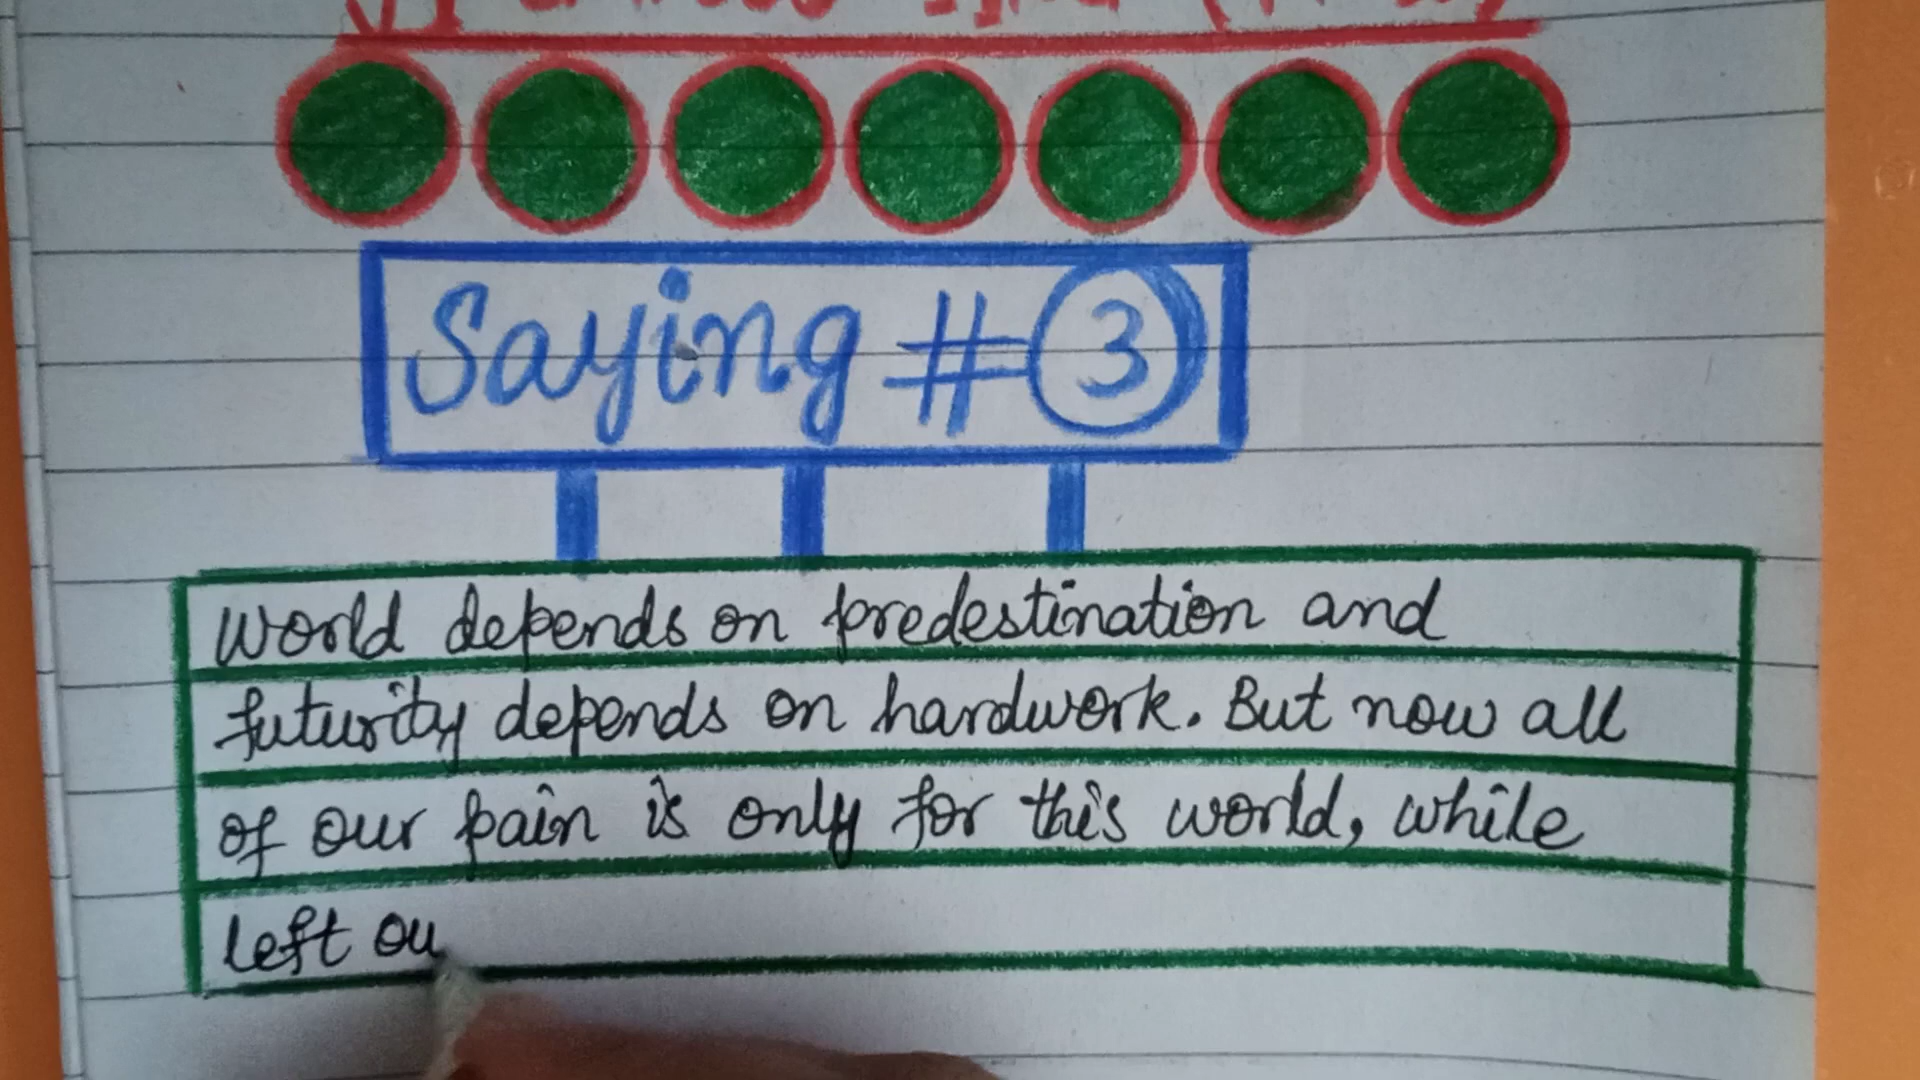 Saying # 3
World depends on predestination and
futurity depends on hardwork. But now all
of our pain is only for this world, while
left ou